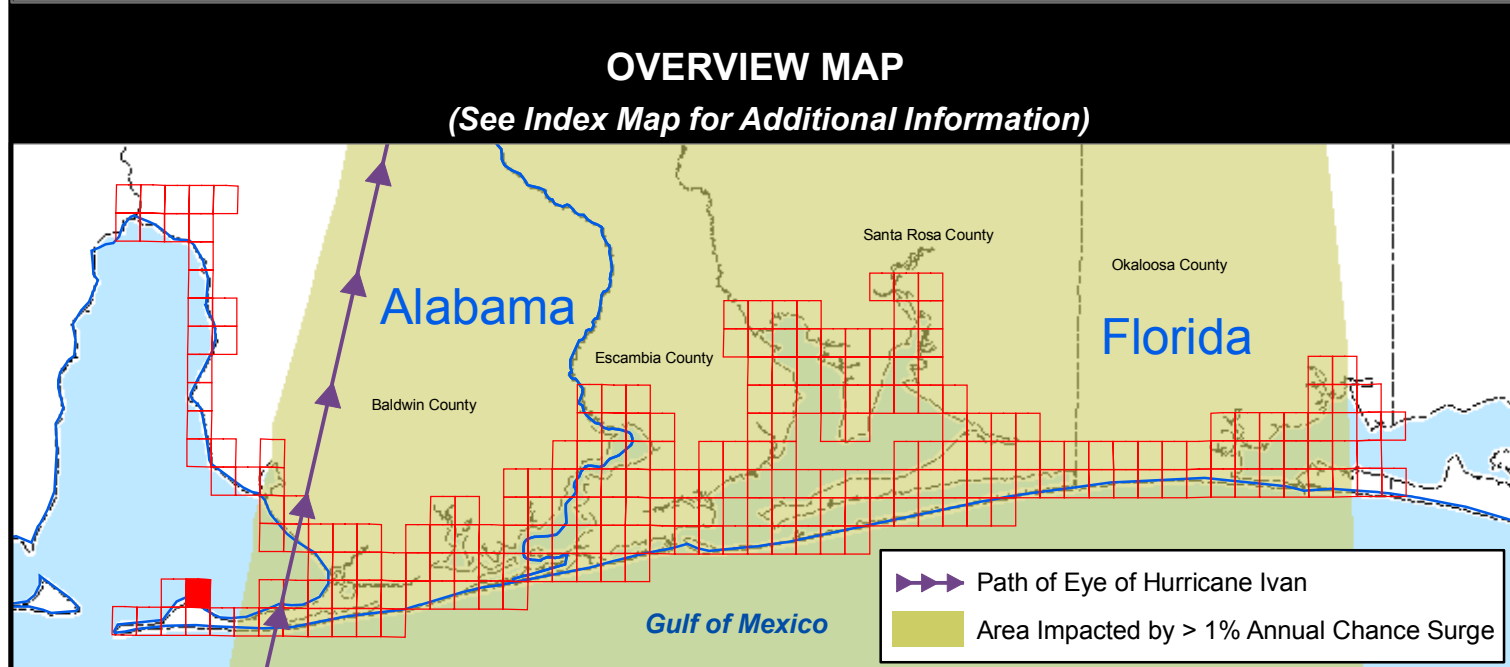 OVERVIEW MAP
(See Index Map for Additional Information)
Santa Rosa County
Okaloosa County
Alabama
Florida
Escambia County
Baldwin County
Gulf of Mexico
Path of Eye of Hurricane Ivan
Area Impacted by > 1% Annual Chance Surge